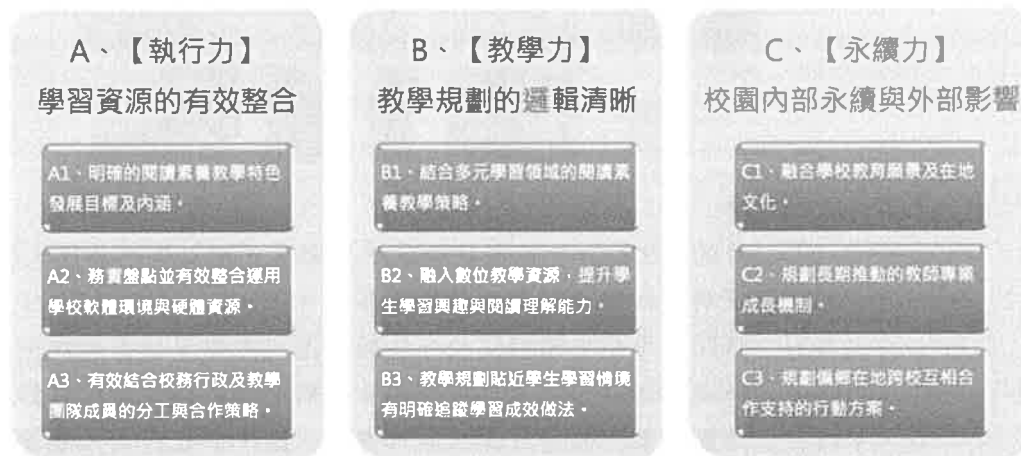 A、【執行力】
學習資源的有效整合
A1、明確的閱讀素養教學特色
發展目標及內涵。
A2、務實盤點並有效整合運用
學校軟體環境與硬體資源。
A3、有效結合校務行政及教學
團隊成員的分工與合作策略。
B、【教學力】
教學規劃的邏輯清晰
B1、結合多元學習領域的閱讀素
養教學策略。
B2、融入數位教學資源，提升學
生學習興趣與閱讀理解能力。
B3、教學規劃貼近學生學習情境
有明確追蹤學習成效做法。
C、【永續力】
校園內部永續與外部影響
C1、融合學校教育願景及在地
文化。
C2、規劃長期推動的教師專業
成長機制。
C3、規劃偏鄉在地跨校互相合
作支持的行動方案。